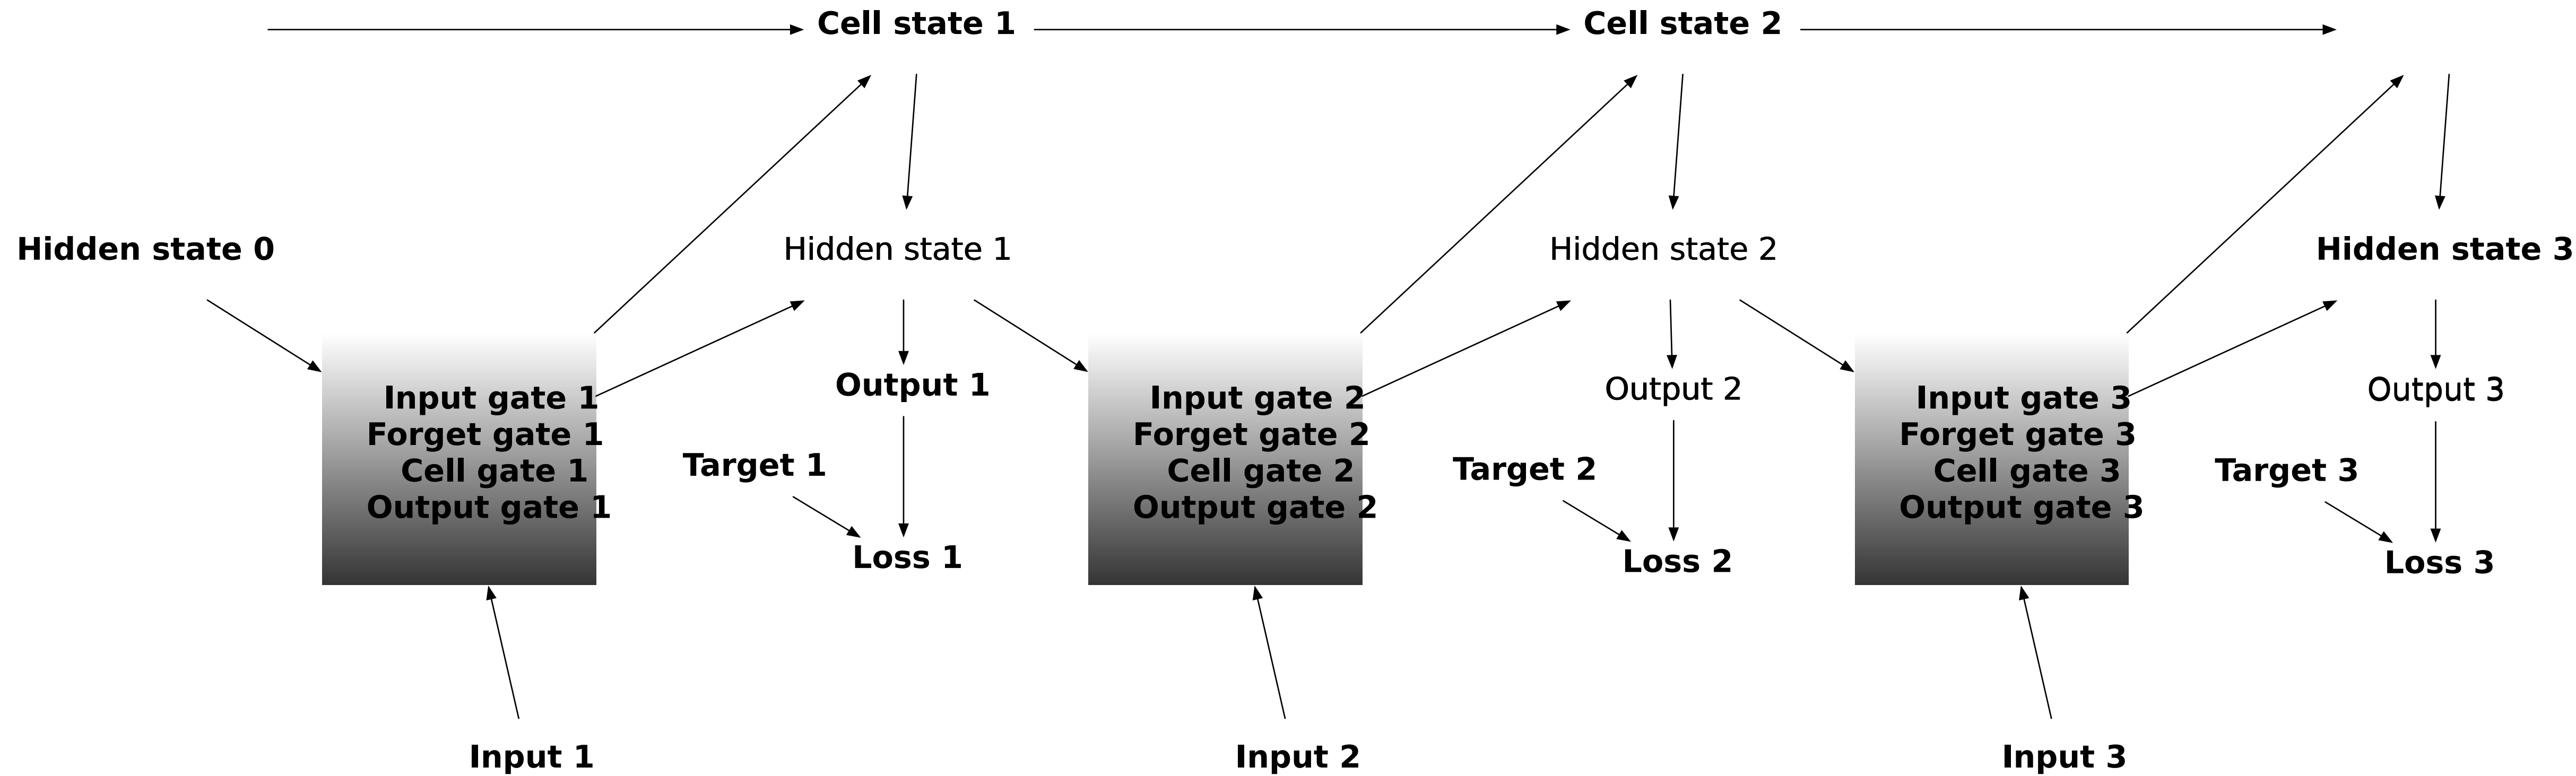 Cell state 1
Cell state 2
Hidden state 0
Hidden state 1
Hidden state 2
Hidden state 3
Input gate 1
Forget gate 1
Cell gate 1
Output gate 1
Output 1
Target 1
Loss 1
Input gate 2
Forget gate 2
Cell gate 2
Output gate 2
Output 2
Target 2
Loss 2
Input gate 3
Forget gate 3
Cell gate 3
Output gate 3
Output 3
Target 3
Loss 3
Input 1
Input 2
Input 3